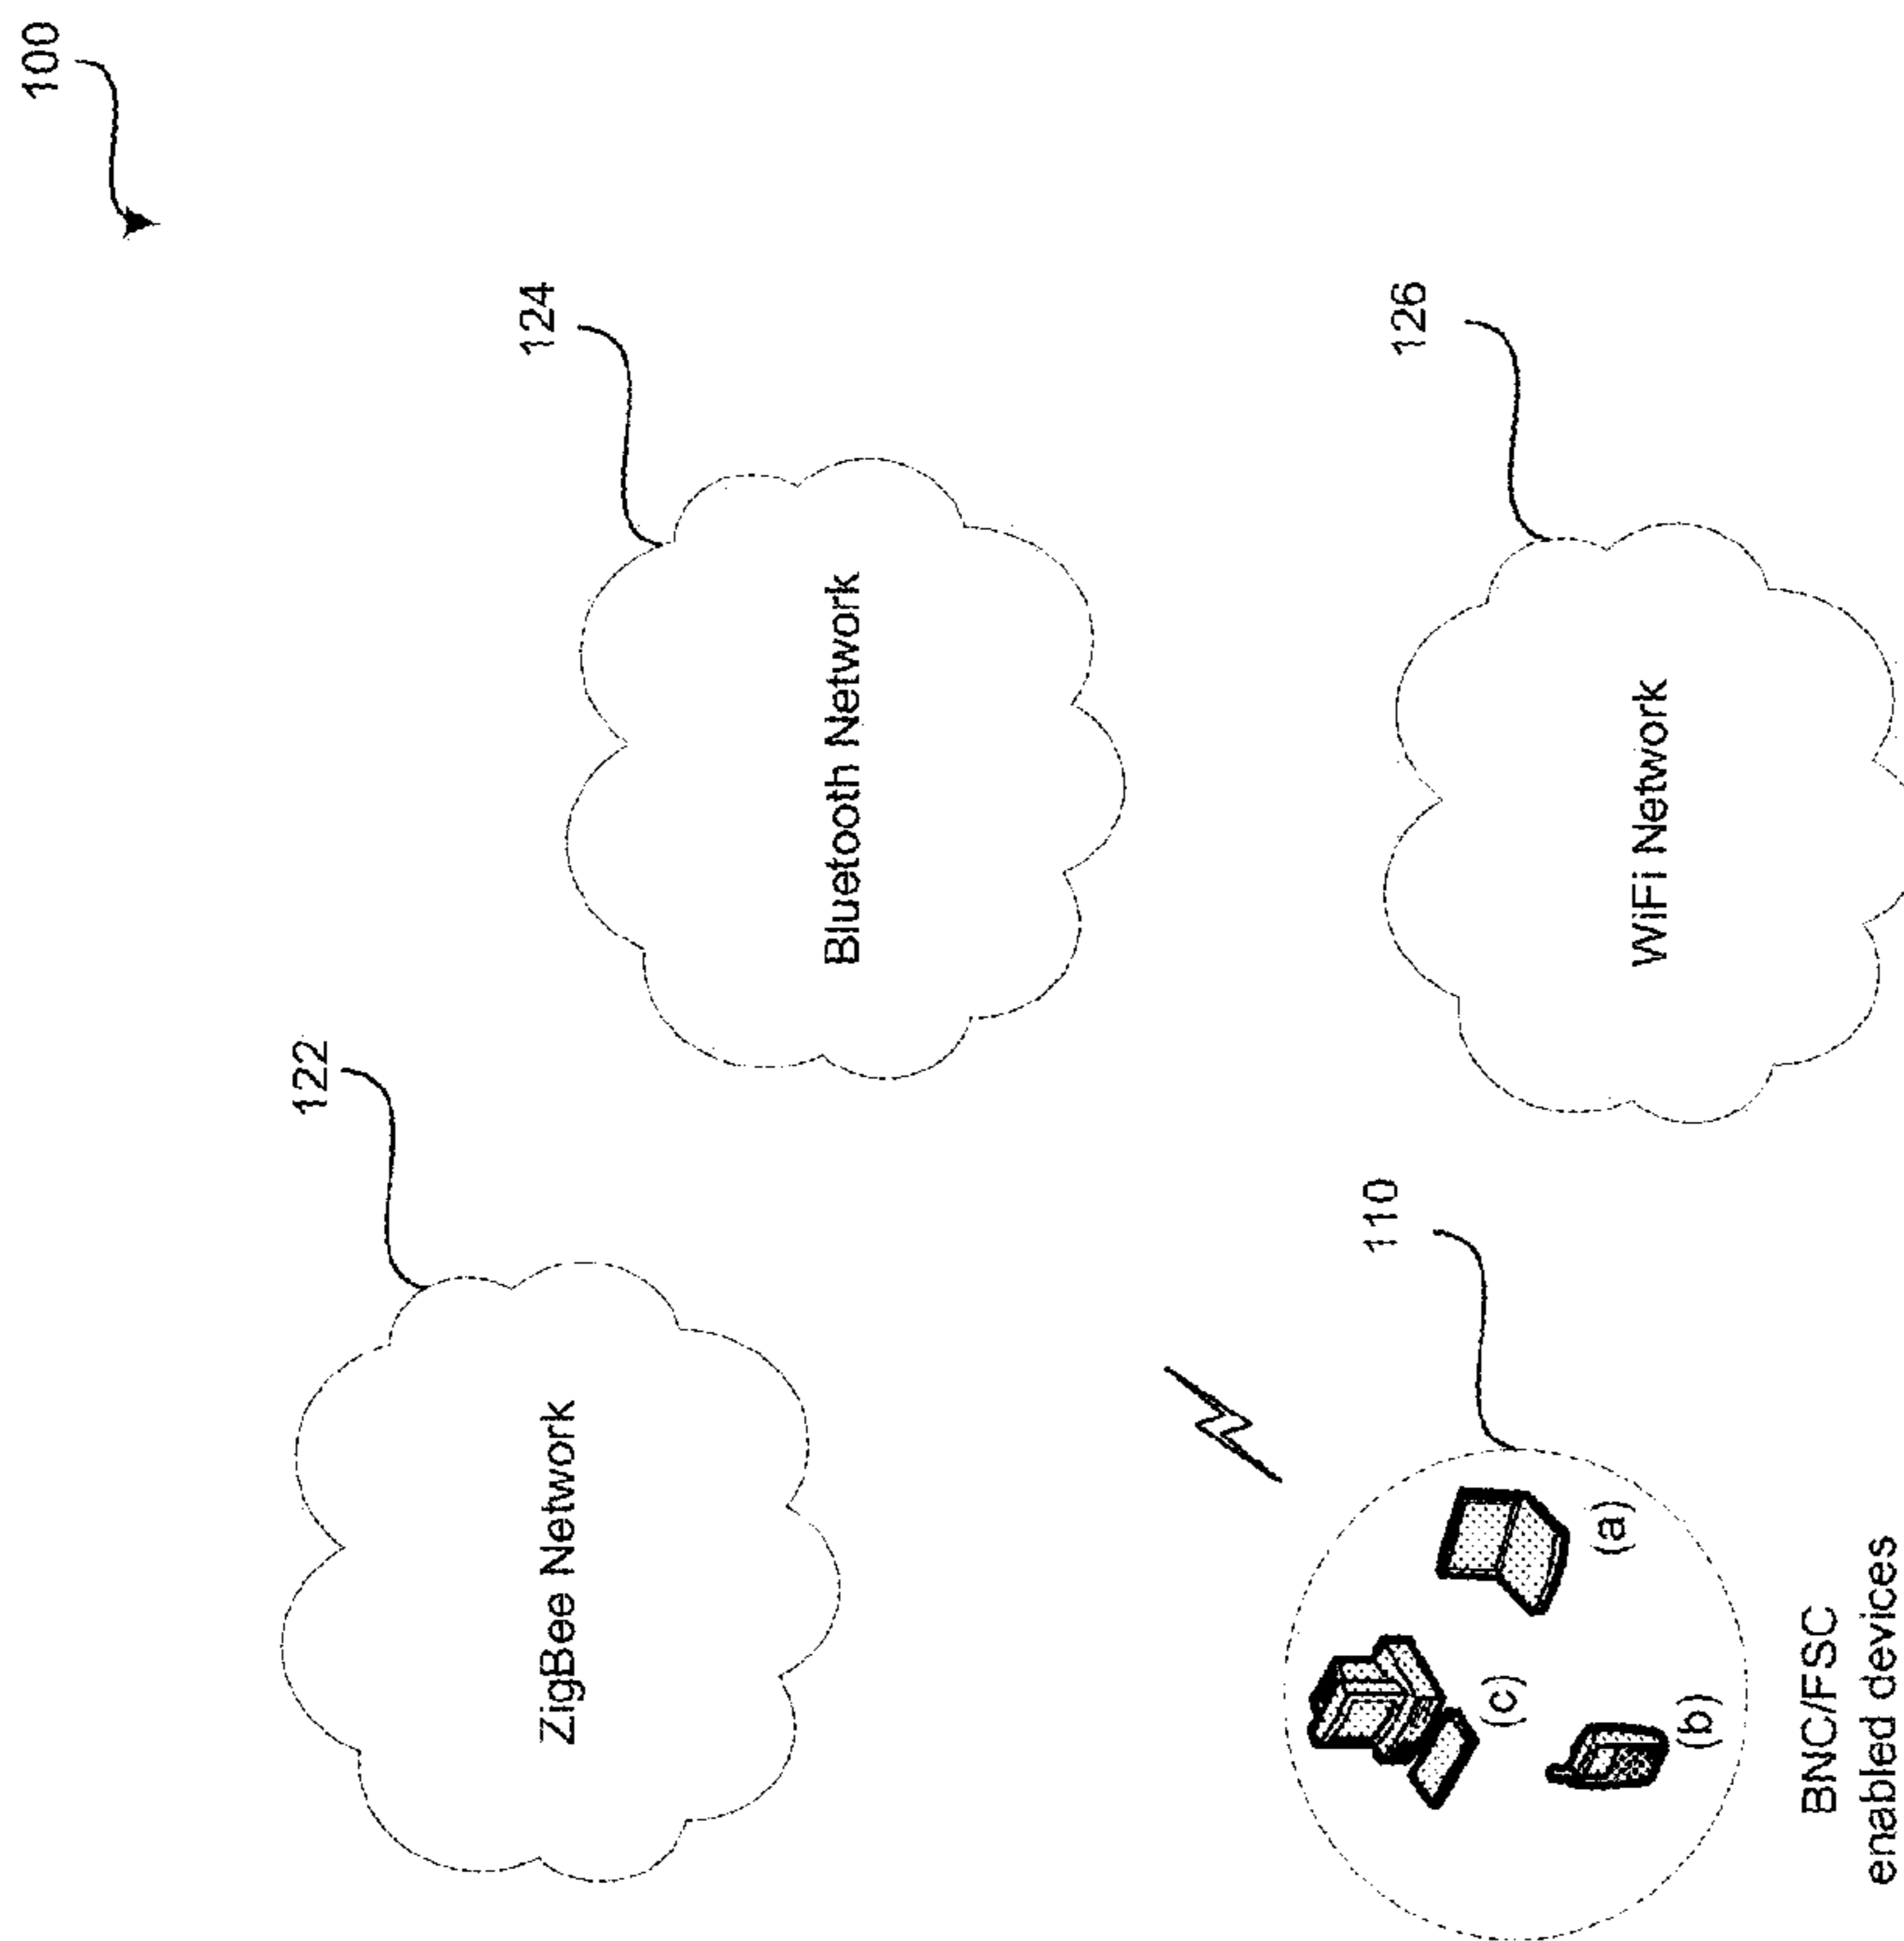 100
124
122
Bluetooth Network
ZigBee Network
126
110
WiFi Network
(c)
(a)
(b)
BNC/FSC
enabled devices